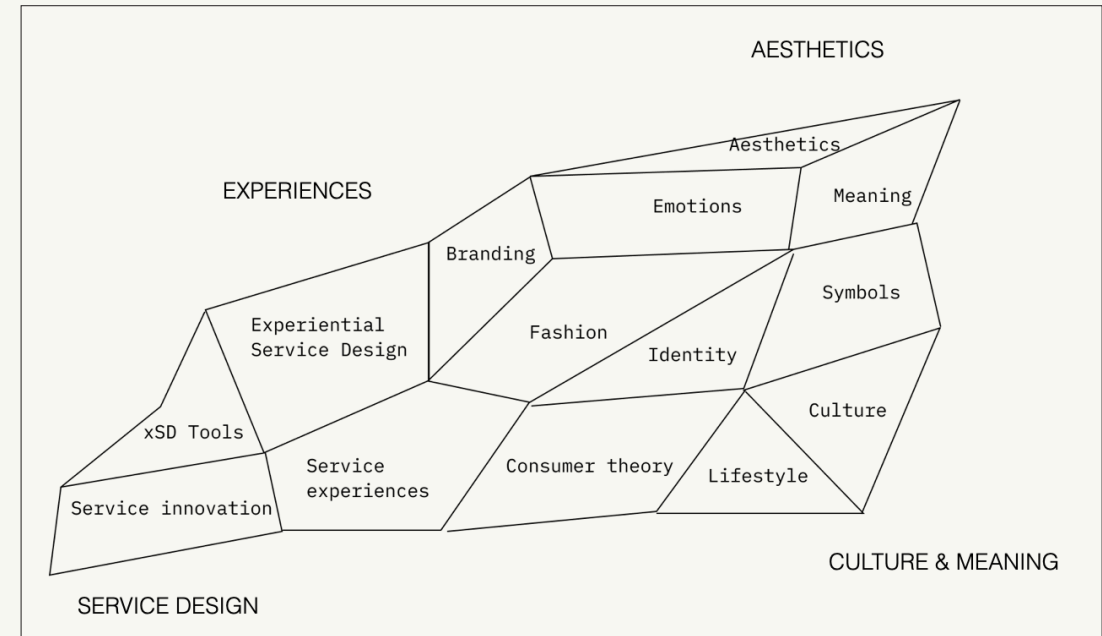 AESTHETICS
Aesthetics
EXPERIENCES
Emotions
Meaning
Branding
Symbols
Experiential
Service Design
Fashion
Identity
Culture
xSD Tools
Service
experiences
Consumer theory
Lifestyle
Service innovation
CULTURE & MEANING
SERVICE DESIGN